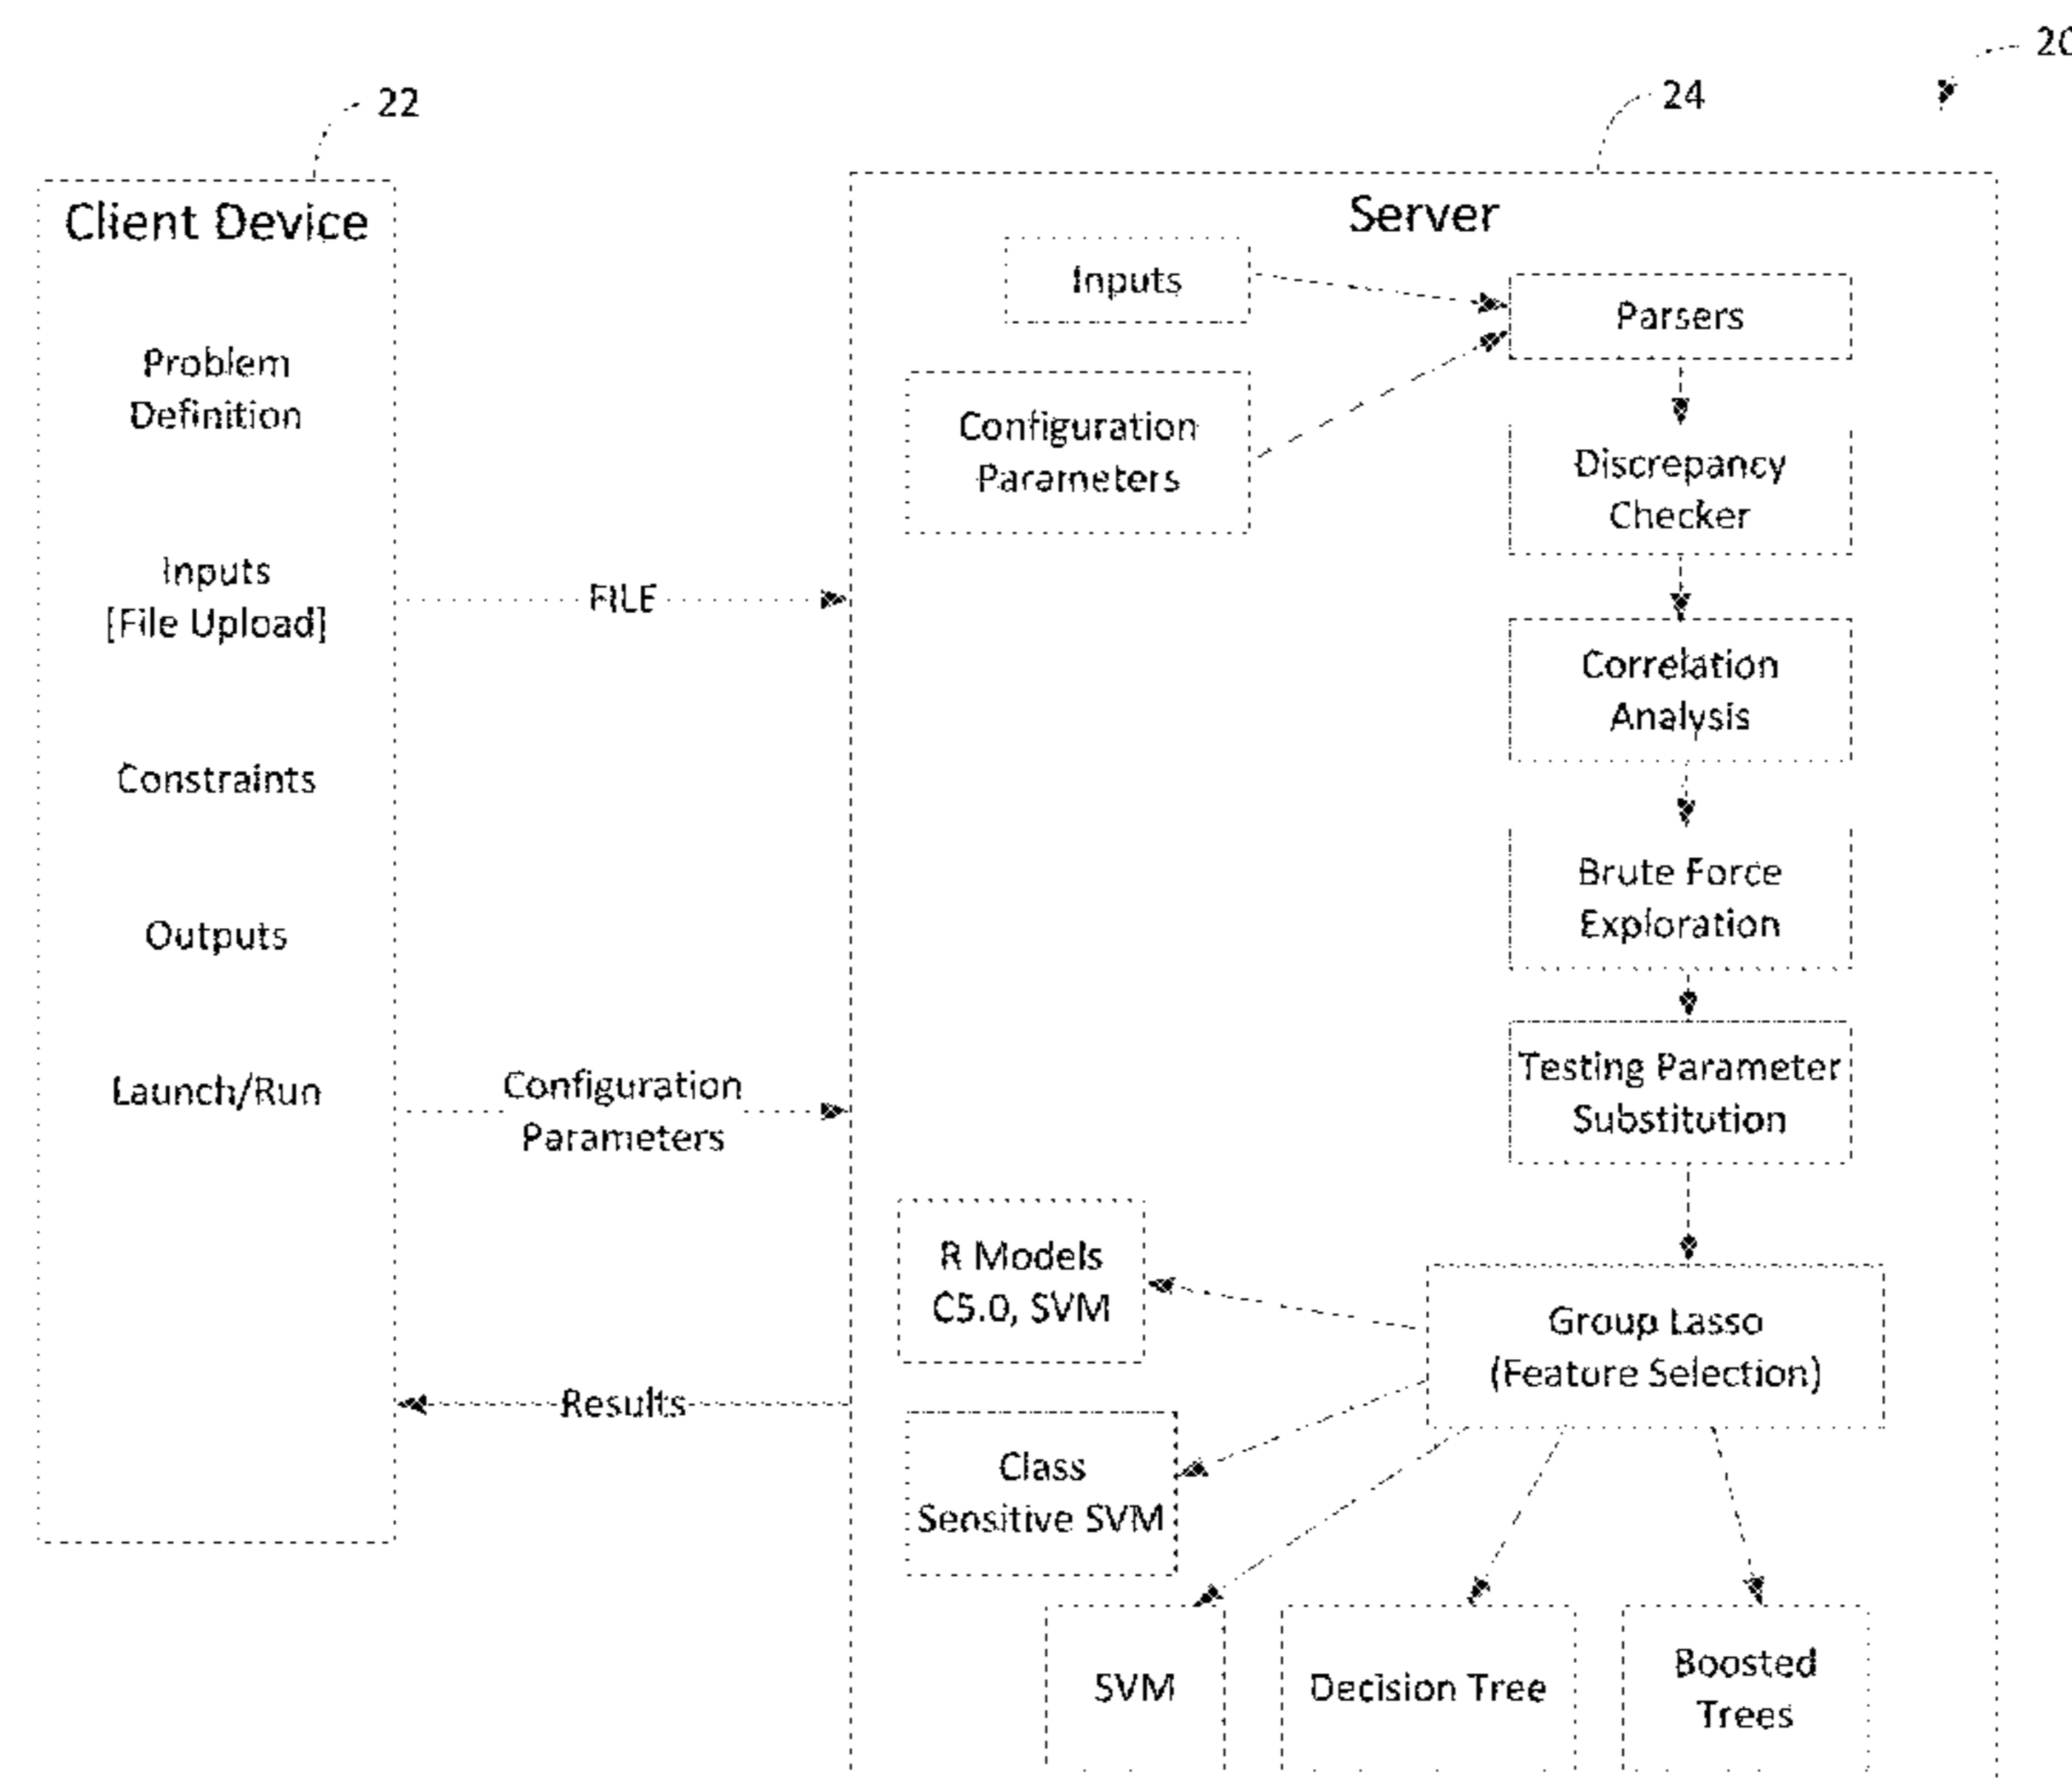 20
22
24
Client Device
Problem
Definition
Inputs
[File Upload]
Constraints
Outputs
Launch/Run
FILE
Configuration
Parameters
Results
Server
Inputs
Configuration
Parameters
Parsers
Discrepancy
Checker
Correlation
Analysis
Brute Force
Exploration
Testing Parameter
Substitution
Group Lasso
(Feature Selection)
R Models
C5.0, SVM
Class
Sensitive SVM
SVM
Decision Tree
Boosted
Trees